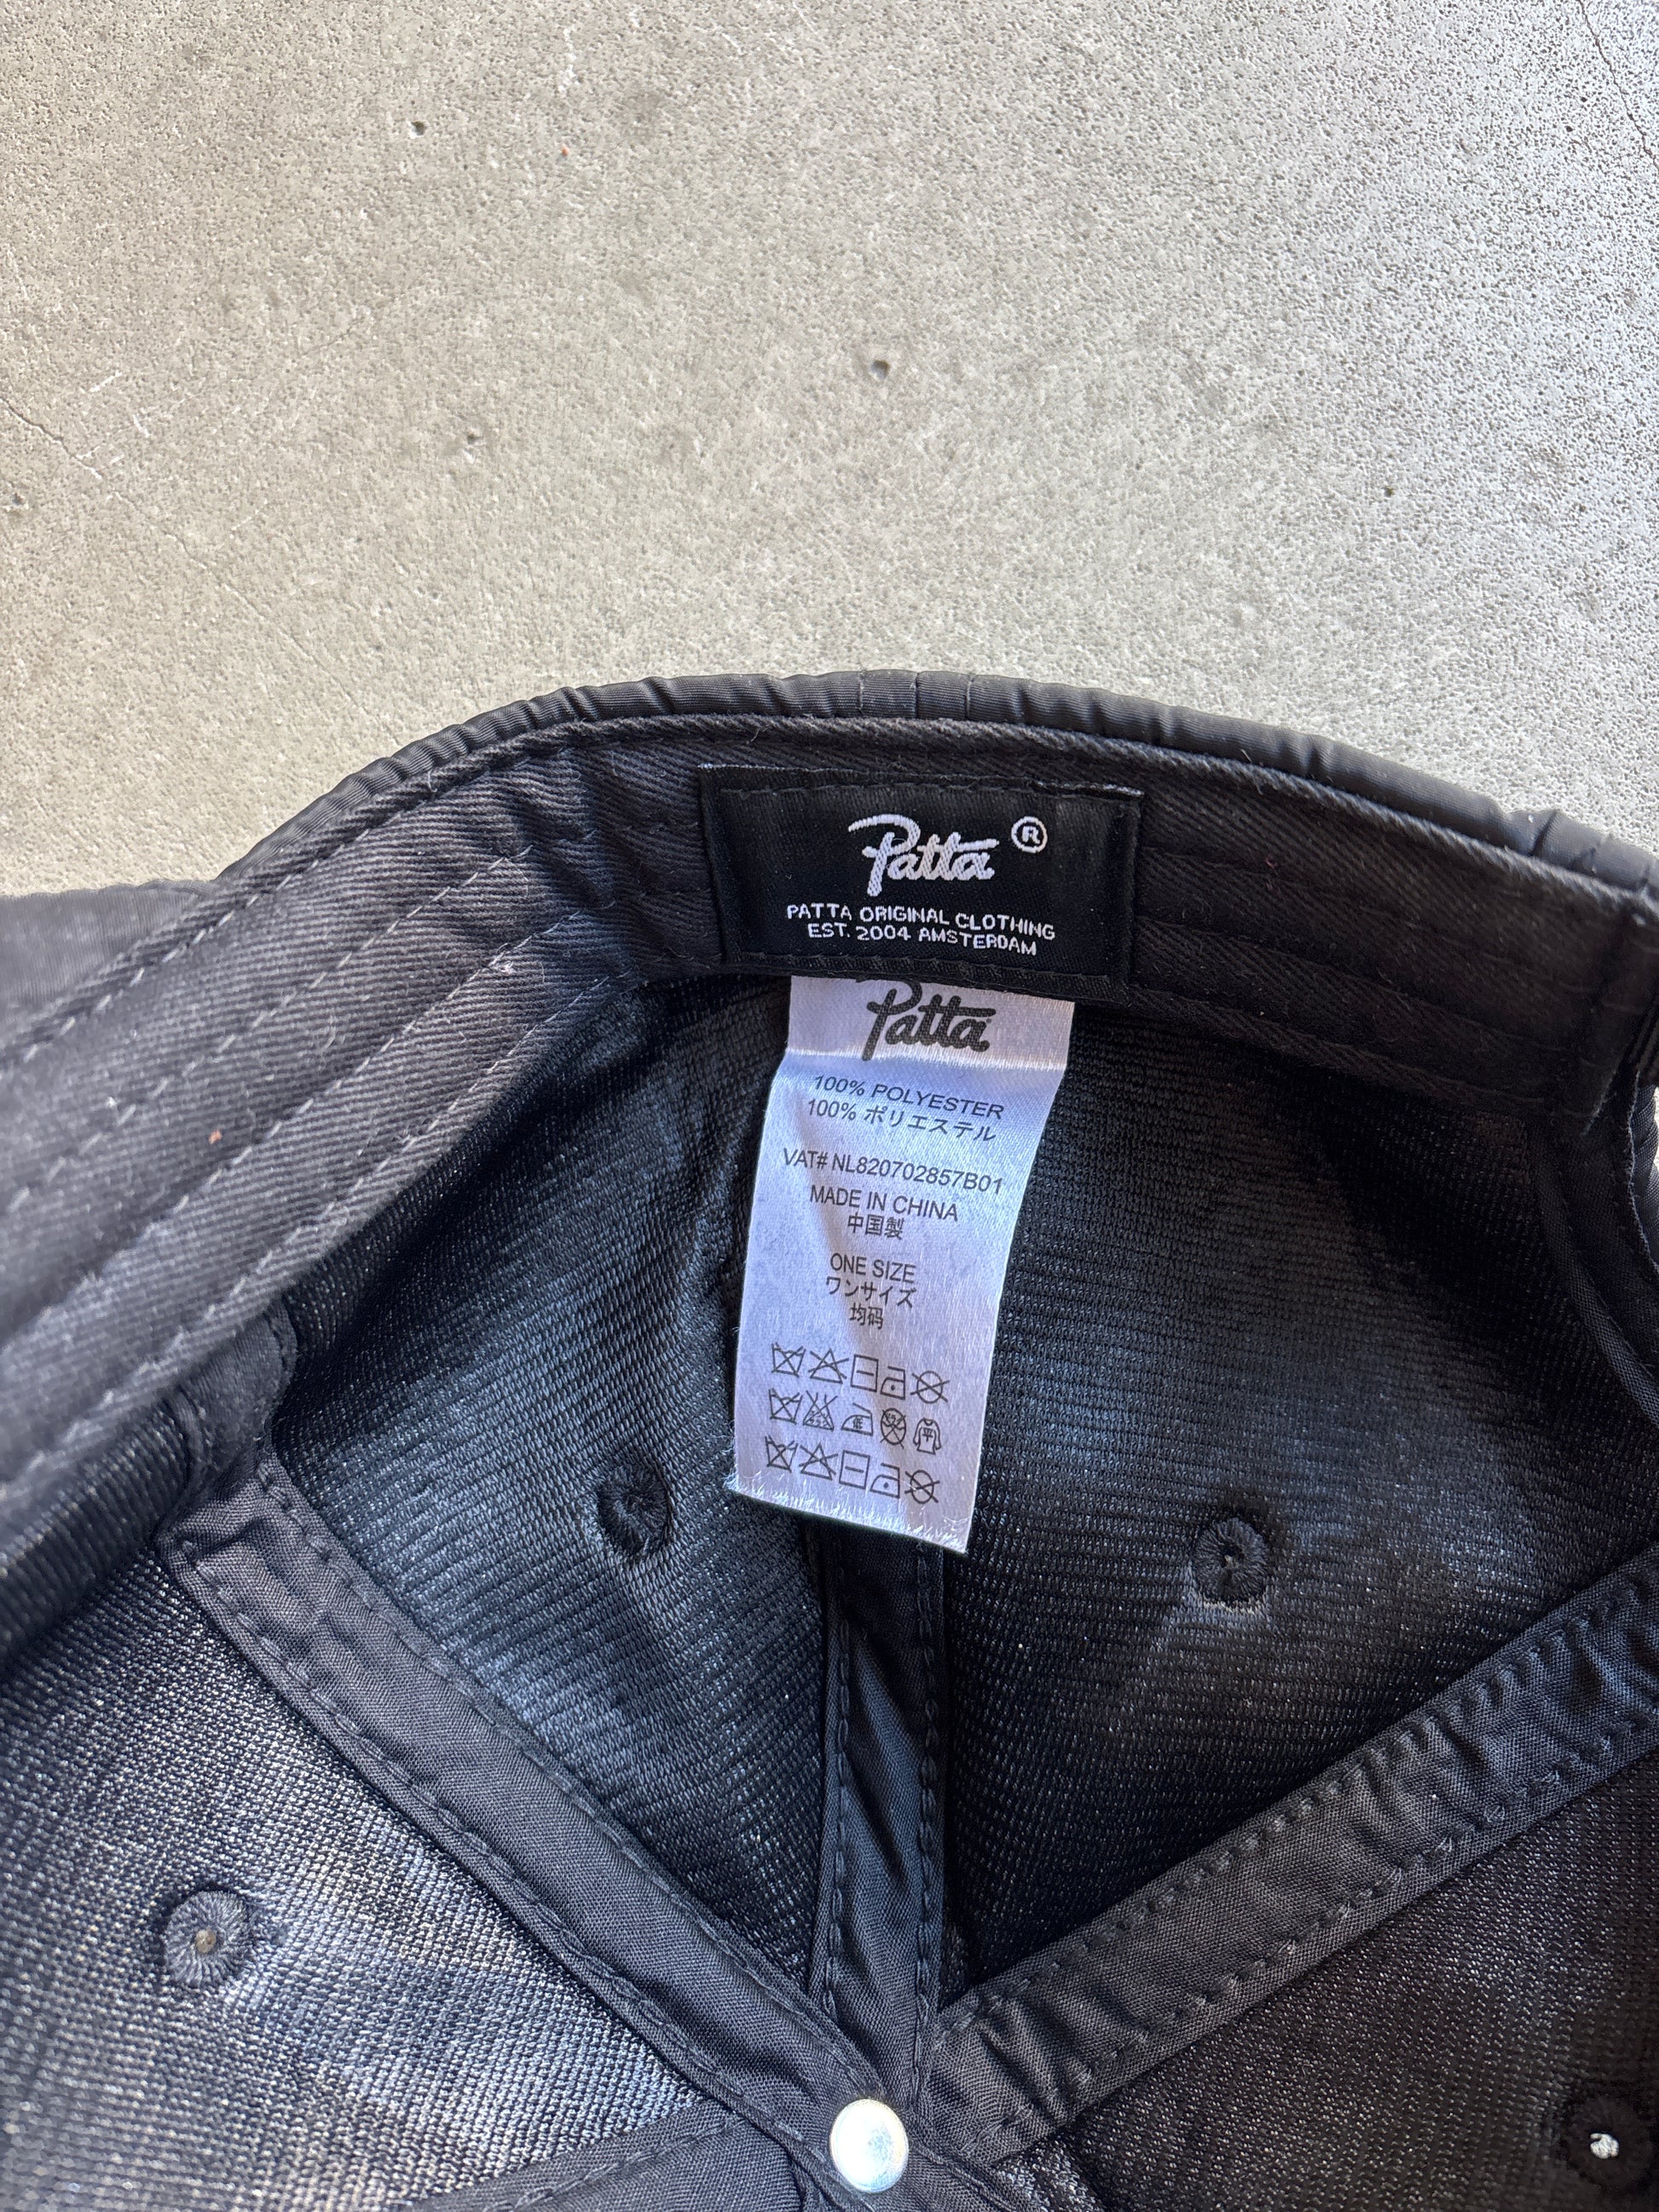 Patta ®
PATTA ORIGINAL CLOTHING
EST. 2004 AMSTERDAM
Patta
100% POLYESTER
100% ポリエステル
VAT# NL820702857B01
MADE IN CHINA
中国製
ONE SIZE
ワンサイズ
均码